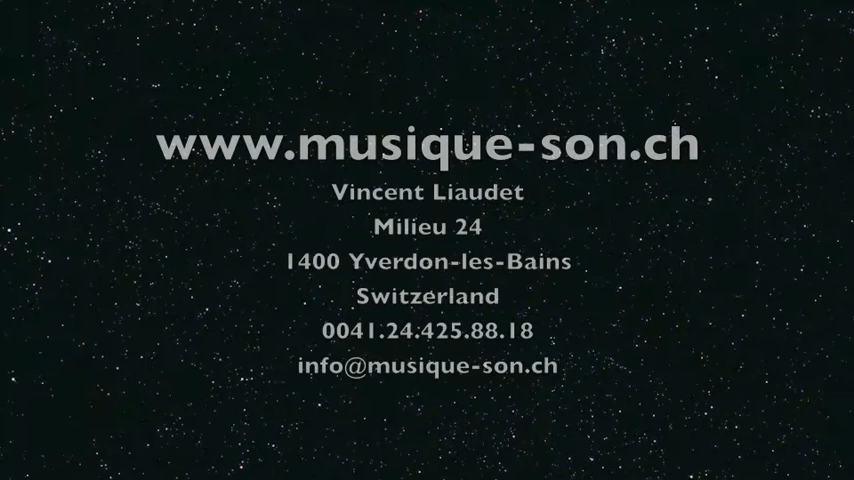 www.musique-son.ch
Vincent Liaudet
Milieu 24
1400 Yverdon-les-Bains
Switzerland
0041.24.425.88.18
info@musique-son.ch